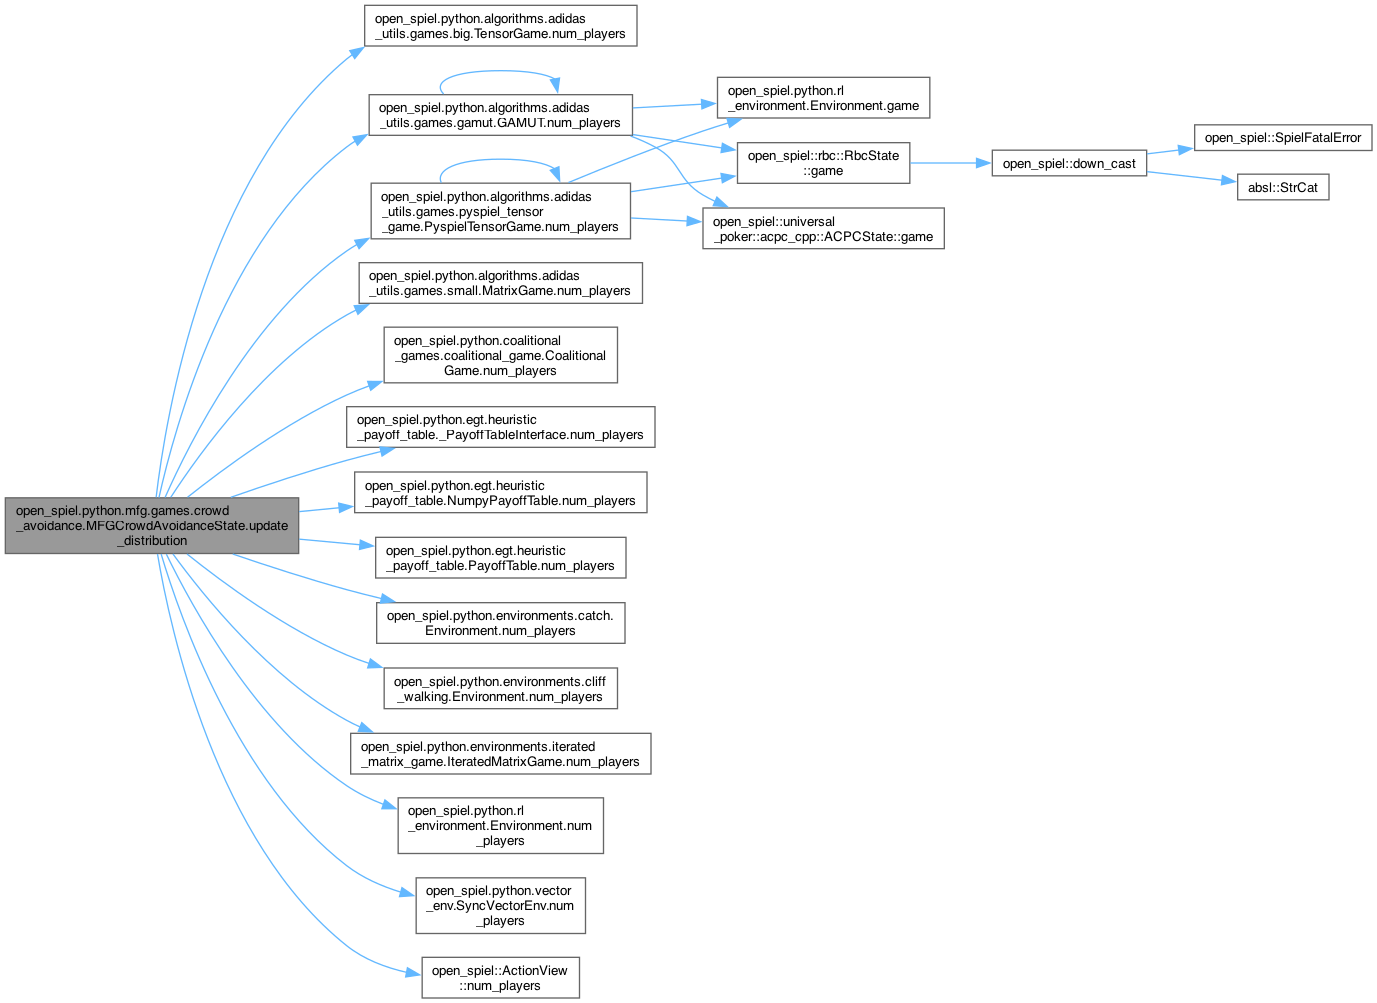 open_spiel.python.algorithms.adidas
_utils.games.big.TensorGame.num_players
open_spiel.python.algorithms.adidas
_utils.games.gamut.GAMUT.num_players
open_spiel.python.rl
_environment.Environment.game
open_spiel::rbc::RbcState
::game
open_spiel::down_cast
open_spiel::SpielFatalError
absl::StrCat
open_spiel.python.algorithms.adidas
_utils.games.pyspiel_tensor
_game.PyspielTensorGame.num_players
open_spiel::universal
_poker::acpc_cpp::ACPCState::game
open_spiel.python.algorithms.adidas
_utils.games.small.MatrixGame.num_players
open_spiel.python.coalitional
_games.coalitional_game.Coalitional
Game.num_players
open_spiel.python.egt.heuristic
_payoff_table._PayoffTableInterface.num_players
open_spiel.python.egt.heuristic
_payoff_table.NumpyPayoffTable.num_players
open_spiel.python.mfg.games.crowd
_avoidance.MFGCrowdAvoidanceState.update
_distribution
open_spiel.python.egt.heuristic
_payoff_table.PayoffTable.num_players
open_spiel.python.environments.catch.
Environment.num_players
open_spiel.python.environments.cliff
_walking.Environment.num_players
open_spiel.python.environments.iterated
_matrix_game.IteratedMatrixGame.num_players
open_spiel.python.rl
_environment.Environment.num
_players
open_spiel.python.vector
_env.SyncVectorEnv.num
_players
open_spiel::ActionView
::num_players